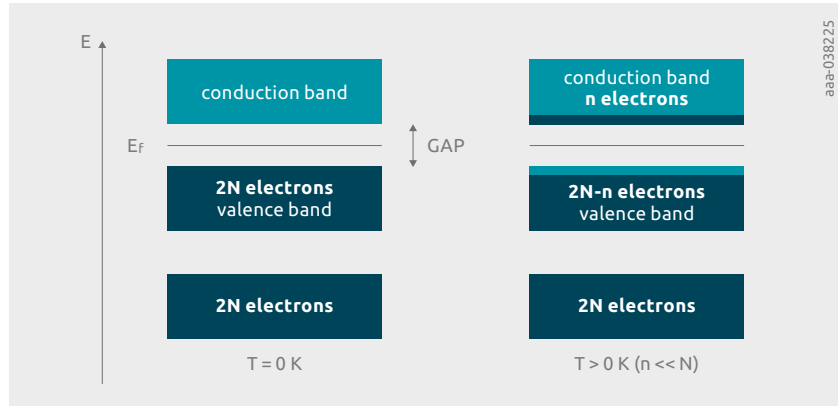 E
aaa-038225
conduction band
conduction band
n electrons
Ef
GAP
2N electrons
valence band
2N-n electrons
valence band
2N electrons
2N electrons
T = 0 K
T > 0 K (n << N)